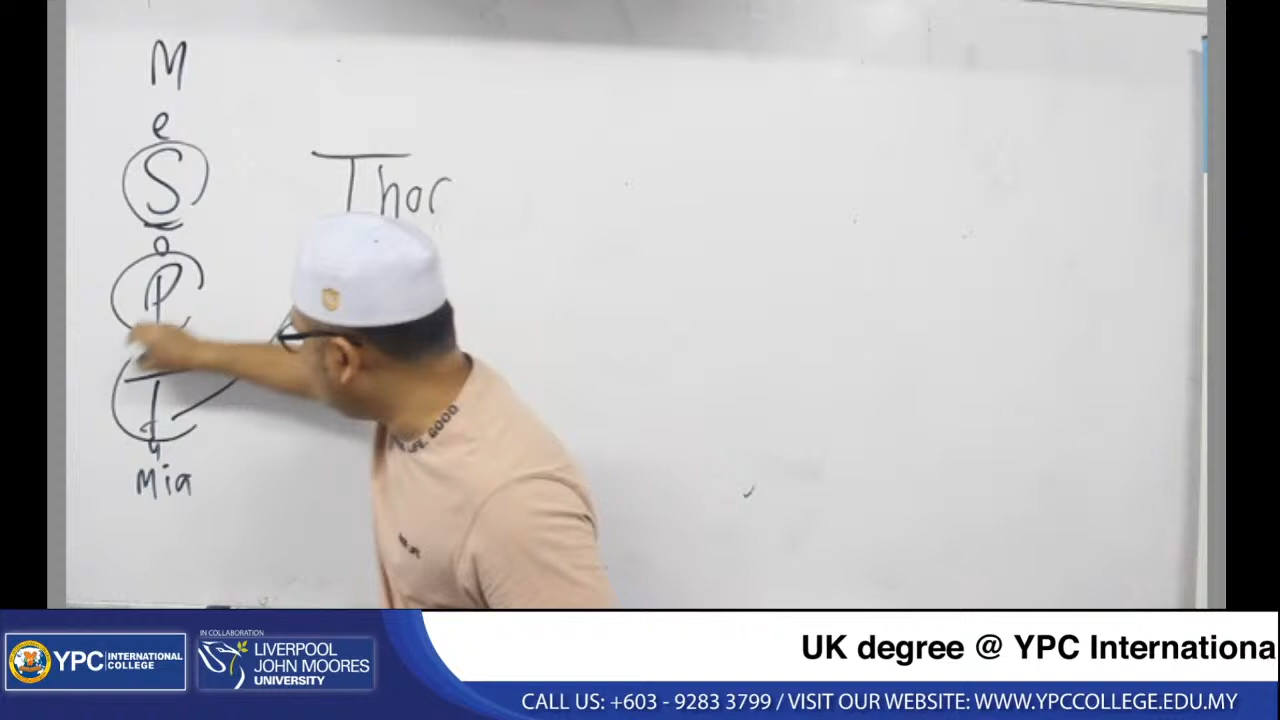 M
e
S
o
P
T
Mia
Thor
YPC INTERNATIONAL COLLEGE
IN COLLABORATION
LIVERPOOL
JOHN MOORES
UNIVERSITY
UK degree @ YPC Internationa
CALL US: +603 - 9283 3799 / VISIT OUR WEBSITE: WWW.YPCCOLLEGE.EDU.MY